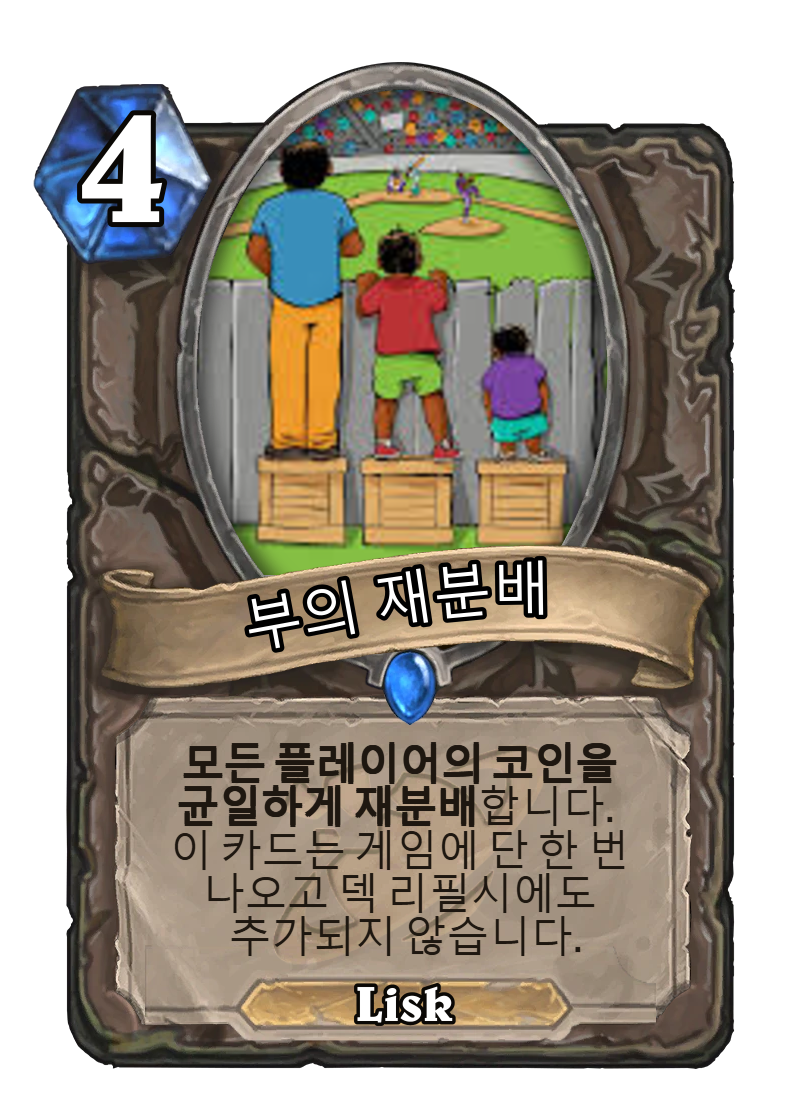 4
부의 재분배
모든 플레이어의 코인을
균일하게 재분배합니다.
이 카드는 게임에 단 한 번
나오고 덱 리필시에도
추가되지 않습니다.
Lisk